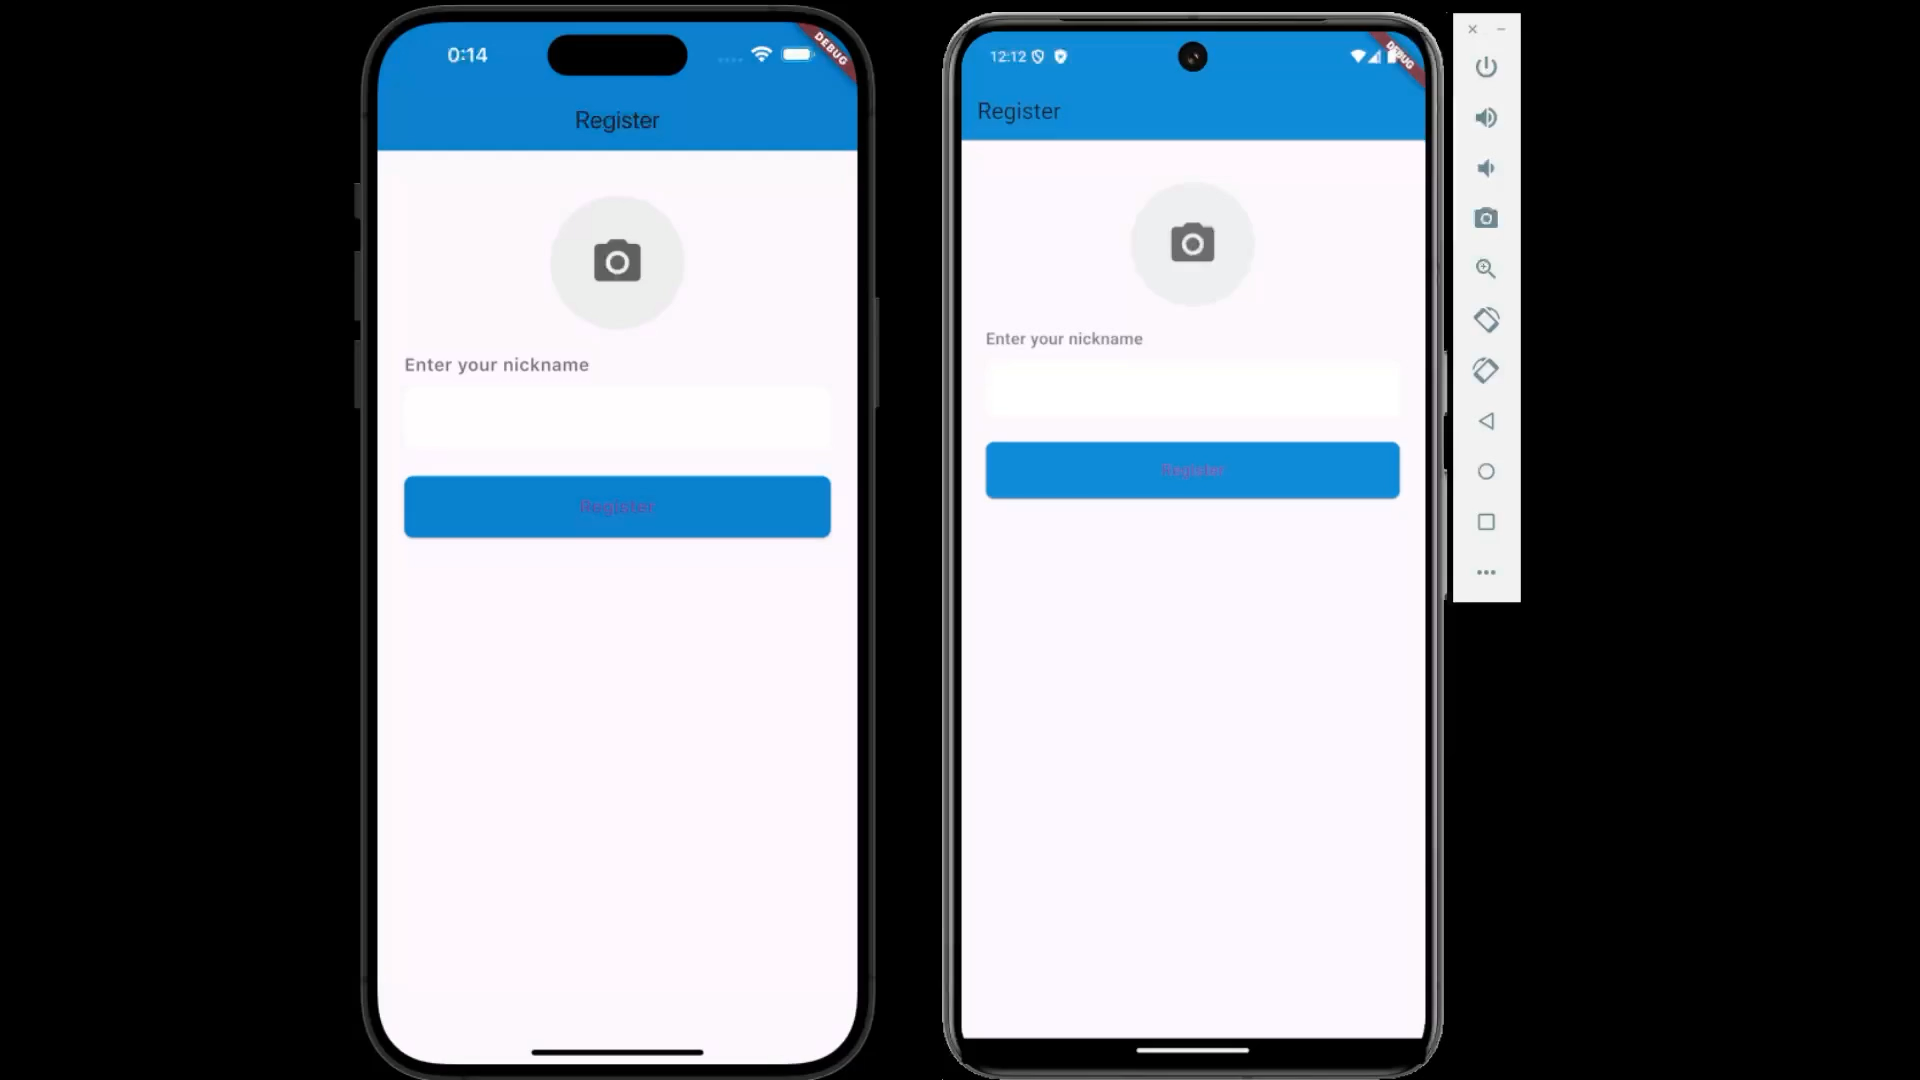 0:14
DEBUG
Register
Enter your nickname
Register
12:12
DEBUG
Register
Enter your nickname
Register